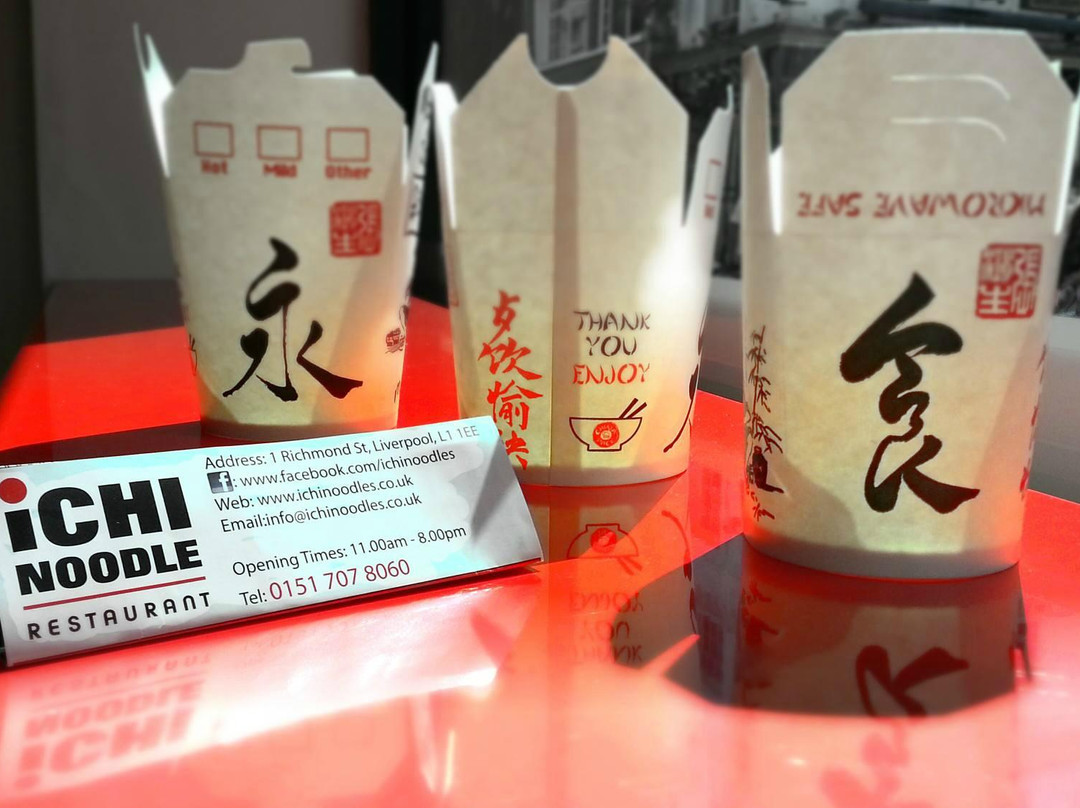 Hot Mild Other
永
THANK
YOU
ENJOY
MICROWAVE SAFE
食
iCHI
NOODLE
RESTAURANT
Address: 1 Richmond St, Liverpool, L1 1EE
f: www.facebook.com/ichinoodles
Web: www.ichinoodles.co.uk
Email:info@ichinoodles.co.uk
Opening Times: 11.00am - 8.00pm
Tel: 0151 707 8060